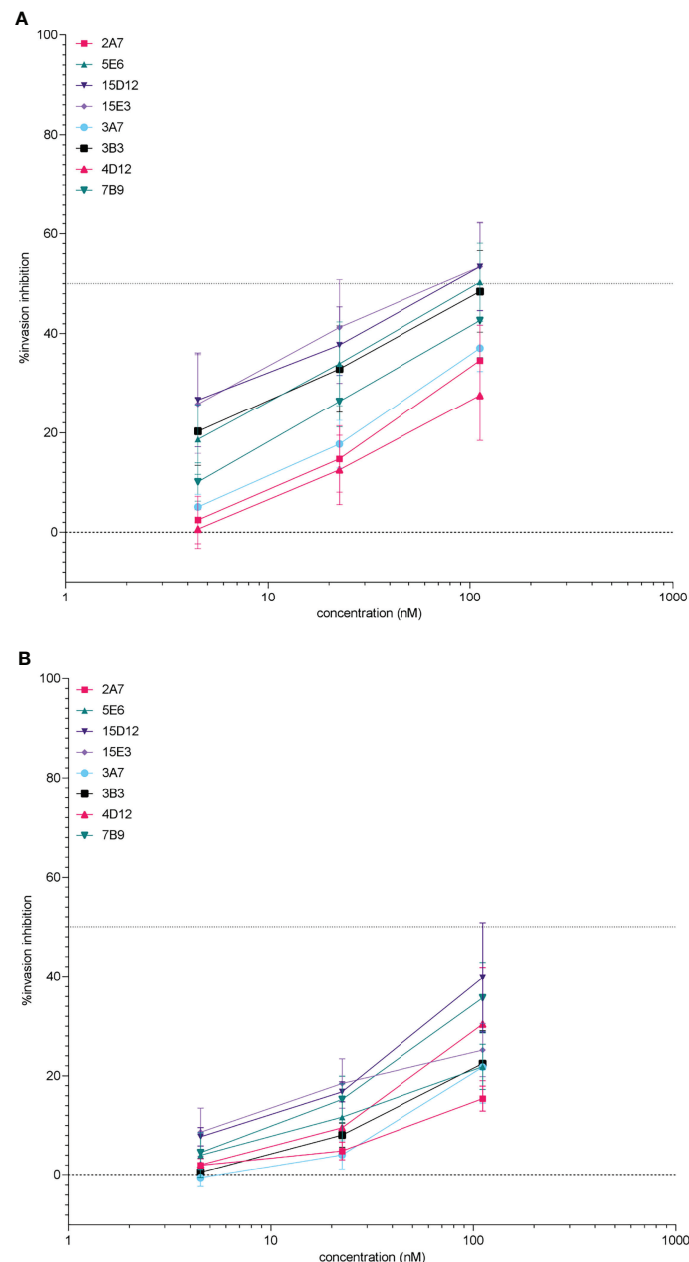 A
100
80
60
40
20
0
%invasion inhibition
2A7
5E6
15D12
15E3
3A7
3B3
4D12
7B9
1
10
100
1000
concentration (nM)
B
100
80
60
40
20
0
%invasion inhibition
2A7
5E6
15D12
15E3
3A7
3B3
4D12
7B9
1
10
100
1000
concentration (nM)